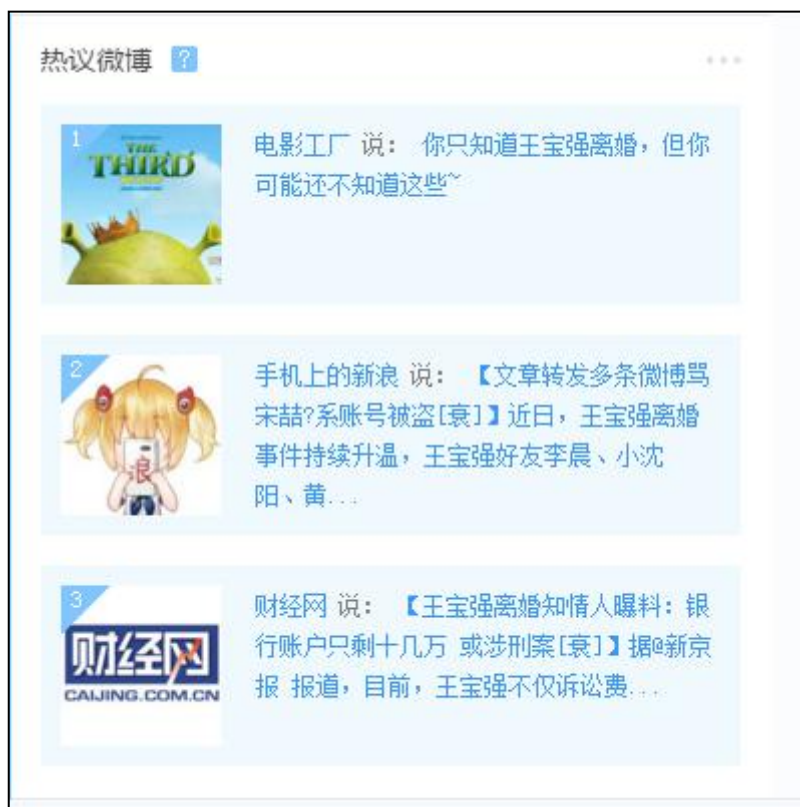 热议微博 ?
1
THE
THIRD
电影工厂 说: 你只知道王宝强离婚,但你
可能还不知道这些~
2
浪
手机上的新浪 说: 【文章转发多条微博骂
宋喆?系账号被盗[衰]】近日,王宝强离婚
事件持续升温,王宝强好友李晨、小沈
阳、黄...
3
财经网
CAIJING.COM.CN
财经网 说: 【王宝强离婚知情人曝料:银
行账户只剩十几万 或涉刑案[衰]】据@新京
报 报道,目前,王宝强不仅诉讼费...